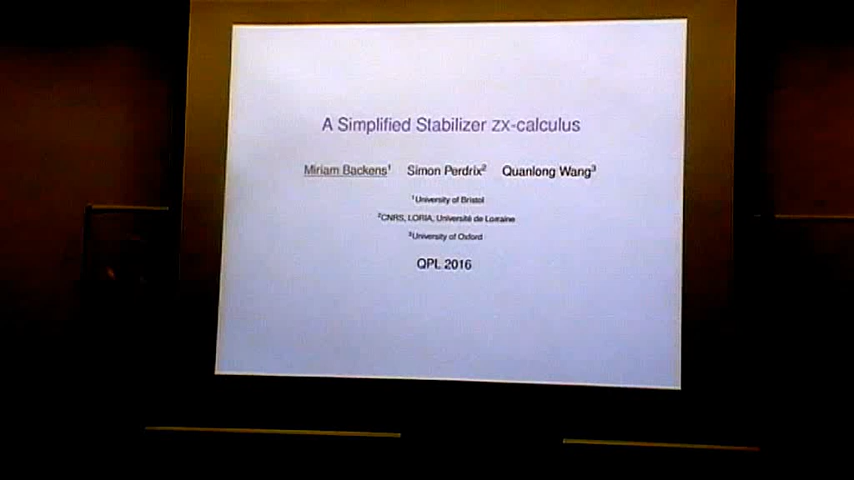 A Simplified Stabilizer ZX-calculus
Miriam Backens¹ Simon Perdrix² Quanlong Wang³
¹University of Bristol
²CNRS, LORIA, Université de Lorraine
³University of Oxford
QPL 2016